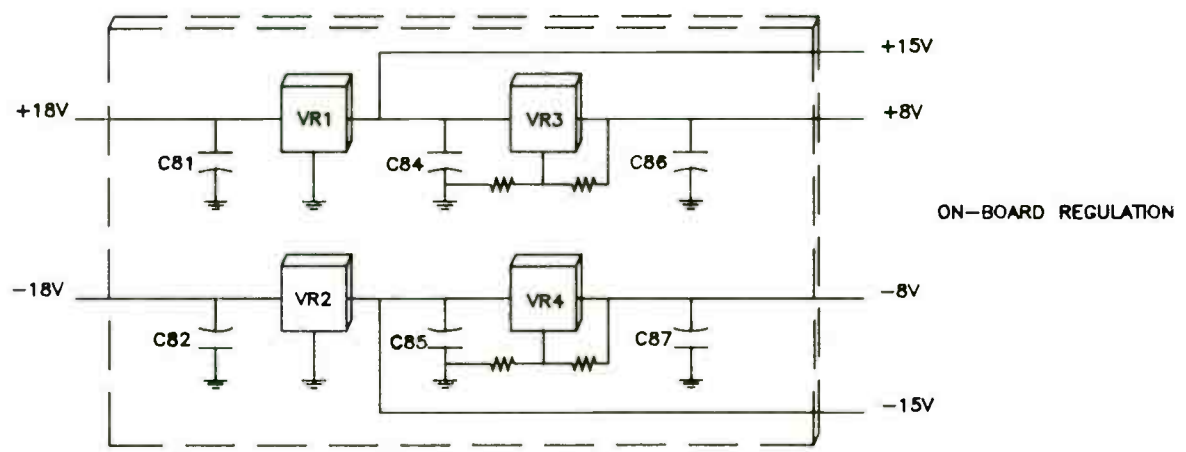 +15V
+18V
VR1
VR3
+8V
C81
C84
C86
ON-BOARD REGULATION
-18V
VR2
VR4
-8V
C82
C85
C87
-15V